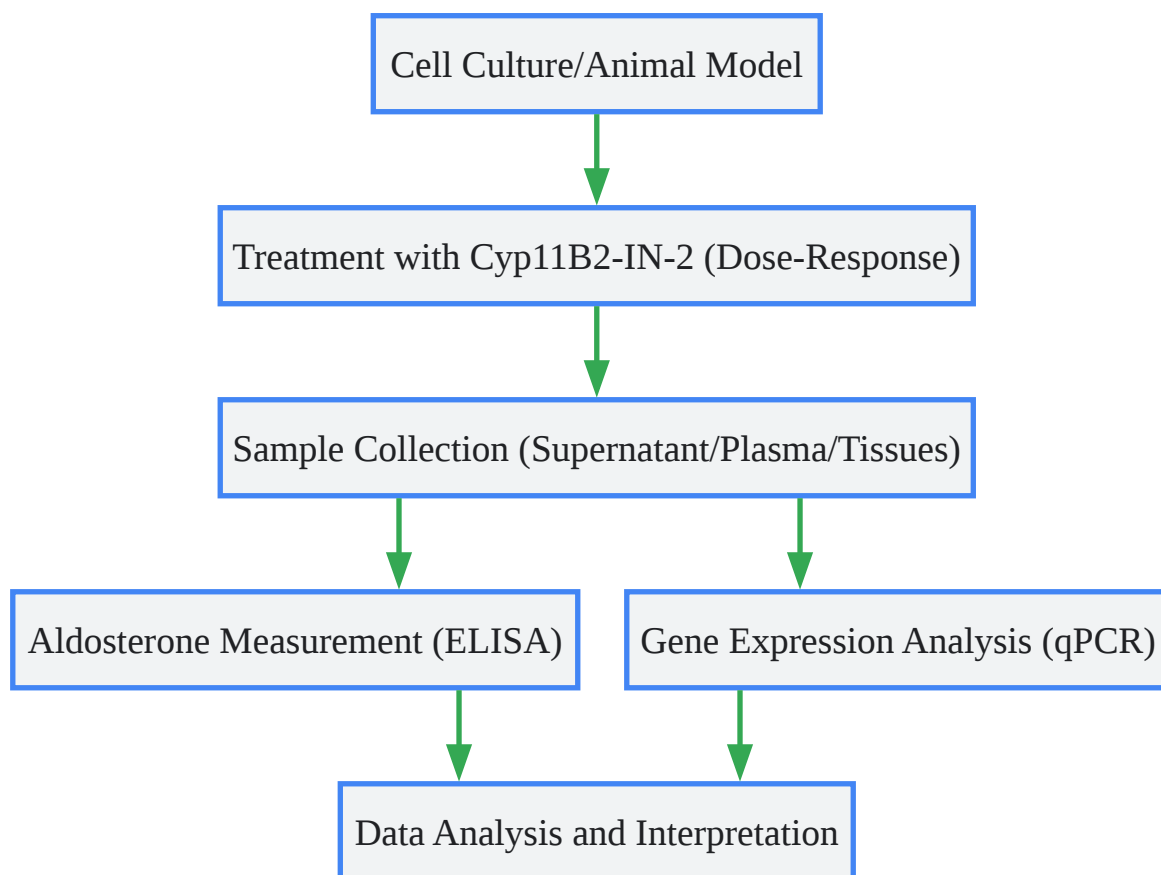 Cell Culture/Animal Model
Treatment with Cyp11B2-IN-2 (Dose-Response)
Sample Collection (Supernatant/Plasma/Tissues)
Aldosterone Measurement (ELISA)
Gene Expression Analysis (qPCR)
Data Analysis and Interpretation